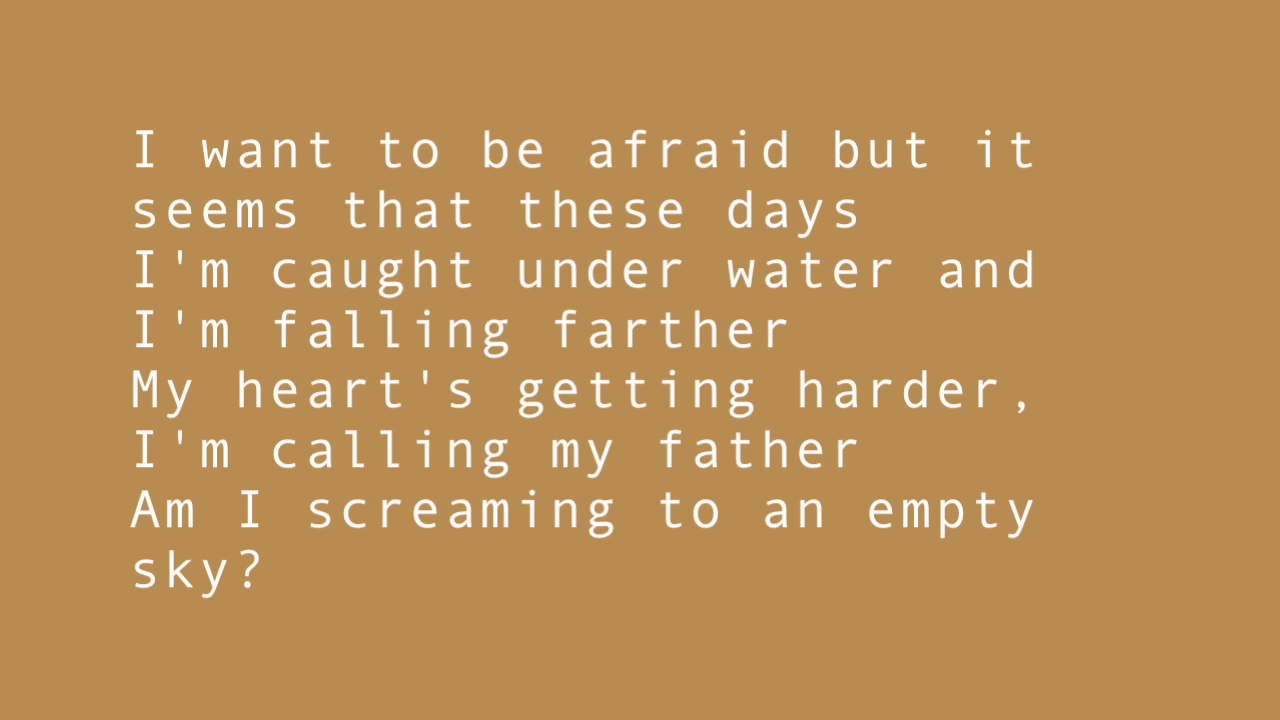 I want to be afraid but it
seems that these days
I'm caught under water and
I'm falling farther
My heart's getting harder,
I'm calling my father
Am I screaming to an empty
sky?